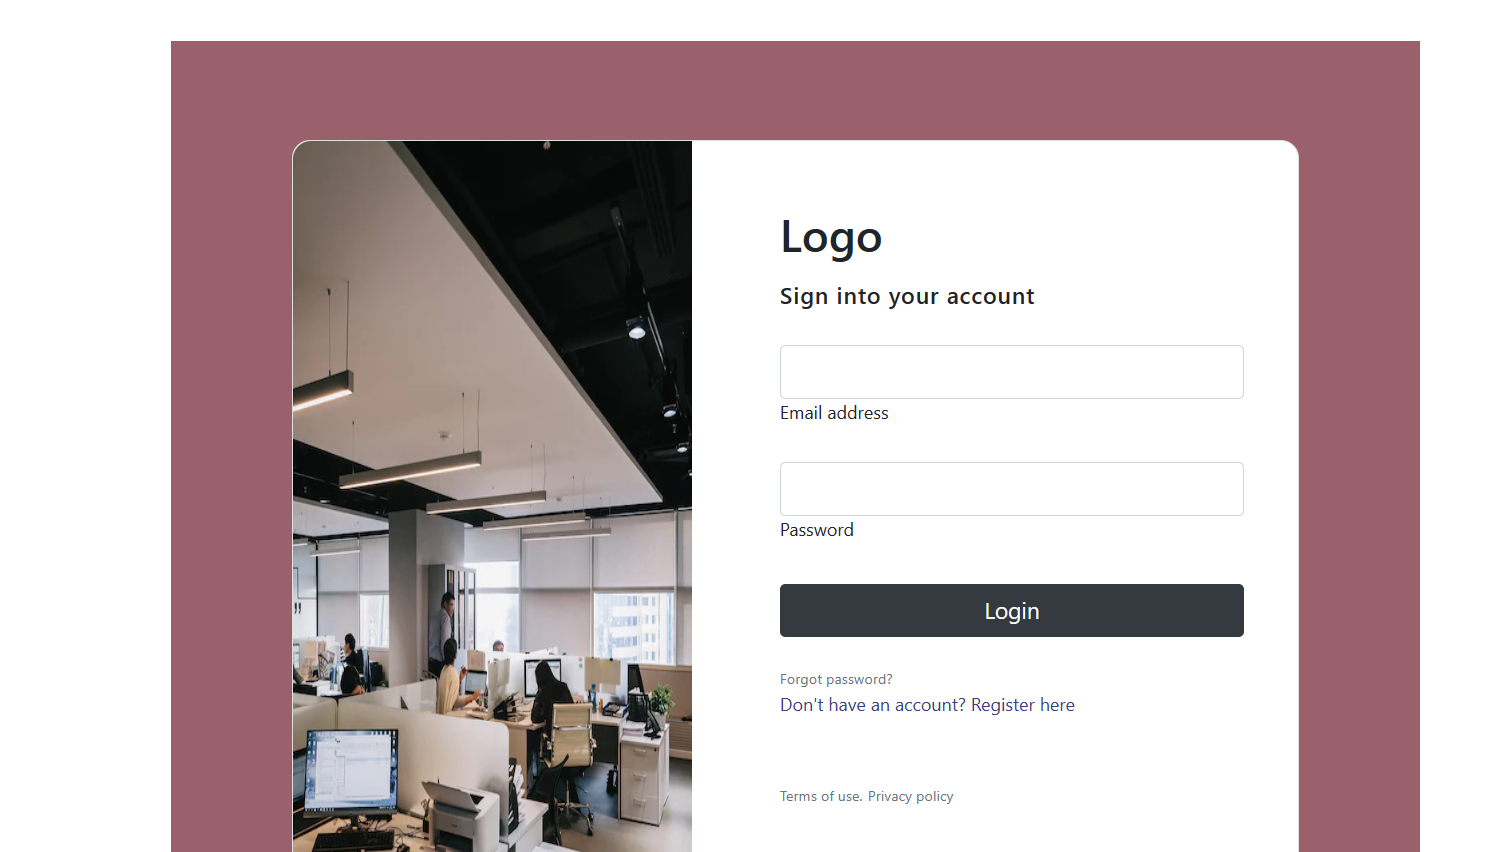 Logo
Sign into your account
Email address
Password
Login
Forgot password?
Don't have an account? Register here
Terms of use. Privacy policy